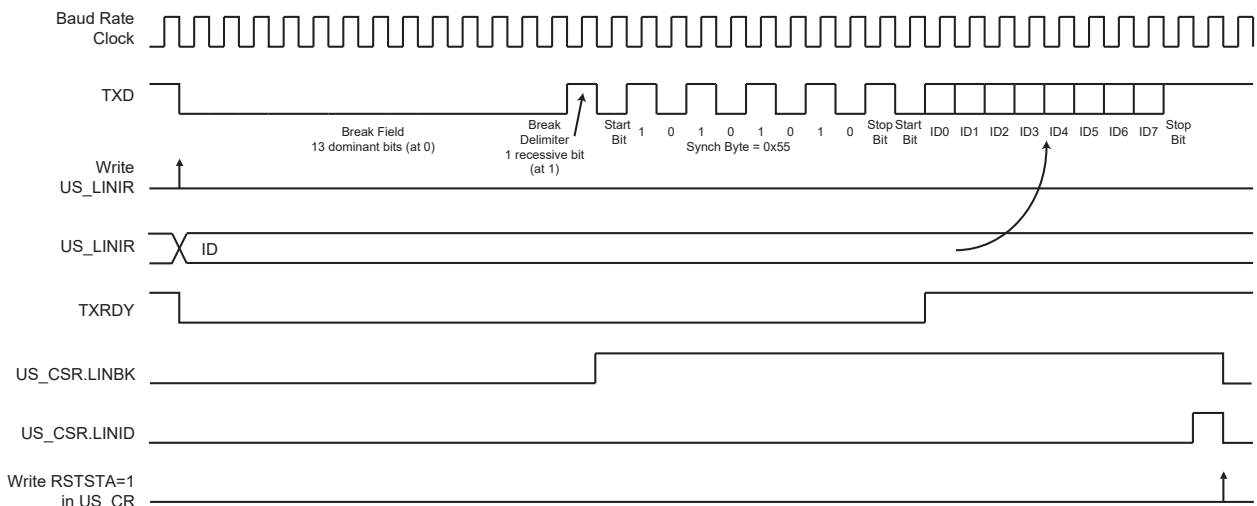 Baud Rate
Clock
TXD
Break Field
13 dominant bits (at 0)
Break
Delimiter
1 recessive bit
(at 1)
Start
Bit
1 0 1 0 1 0 1 0
Synch Byte = 0x55
Stop
Bit
Start
Bit
ID0 ID1 ID2 ID3 ID4 ID5 ID6 ID7
Stop
Bit
Write
US_LINIR
US_LINIR
ID
TXRDY
US_CSR.LINBK
US_CSR.LINID
Write RSTSTA=1
in US_CR